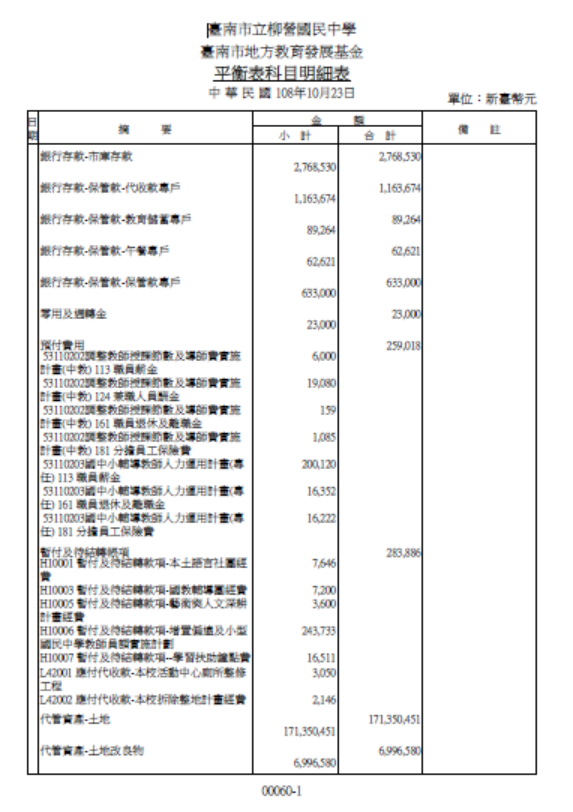 臺南市立柳營國民中學
臺南市地方教育發展基金
平衡表科目明細表
中華民國 108年10月23日
單位：新臺幣元
日期 摘要 金額 備註
小計 合計
銀行存款-市庫存款 2,768,530
2,768,530
銀行存款-保管款-代收款專戶 1,163,674
1,163,674
銀行存款-保管款-教育儲蓄專戶 89,264
89,264
銀行存款-保管款-午餐專戶 62,621
62,621
銀行存款-保管款-保管款專戶 633,000
633,000
零用及週轉金 23,000
23,000
預付費用 259,018
53110202調整教師授課節數及導師費實施 6,000
計畫(中教) 113 職員薪金
53110202調整教師授課節數及導師費實施 19,080
計畫(中教) 124 兼職人員酬金
53110202調整教師授課節數及導師費實施 159
計畫(中教) 161 職員退休及離職金
53110202調整教師授課節數及導師費實施 1,085
計畫(中教) 181 分擔員工保險費
53110203國中小輔導教師人力運用計畫(專 200,120
任) 113 職員薪金
53110203國中小輔導教師人力運用計畫(專 16,352
任) 161 職員退休及離職金
53110203國中小輔導教師人力運用計畫(專 16,222
任) 181 分擔員工保險費
暫付及待結轉帳項 283,886
H10001 暫付及待結轉款項-本土語言社團經 7,646
費
H10003 暫付及待結轉款項-國教輔導團經費 7,200
H10005 暫付及待結轉款項-藝術與人文深耕 3,600
計畫經費
H10006 暫付及待結轉款項-增置偏遠及小型 243,733
國民中學教師員額實施計劃
H10007 暫付及待結轉款項--學習扶助鐘點費 16,511
L42001 應付代收款-本校活動中心廁所整修 3,050
工程
L42002 應付代收款-本校拆除整地計畫經費 2,146
代管資產-土地 171,350,451
171,350,451
代管資產-土地改良物 6,996,580
6,996,580
00060-1